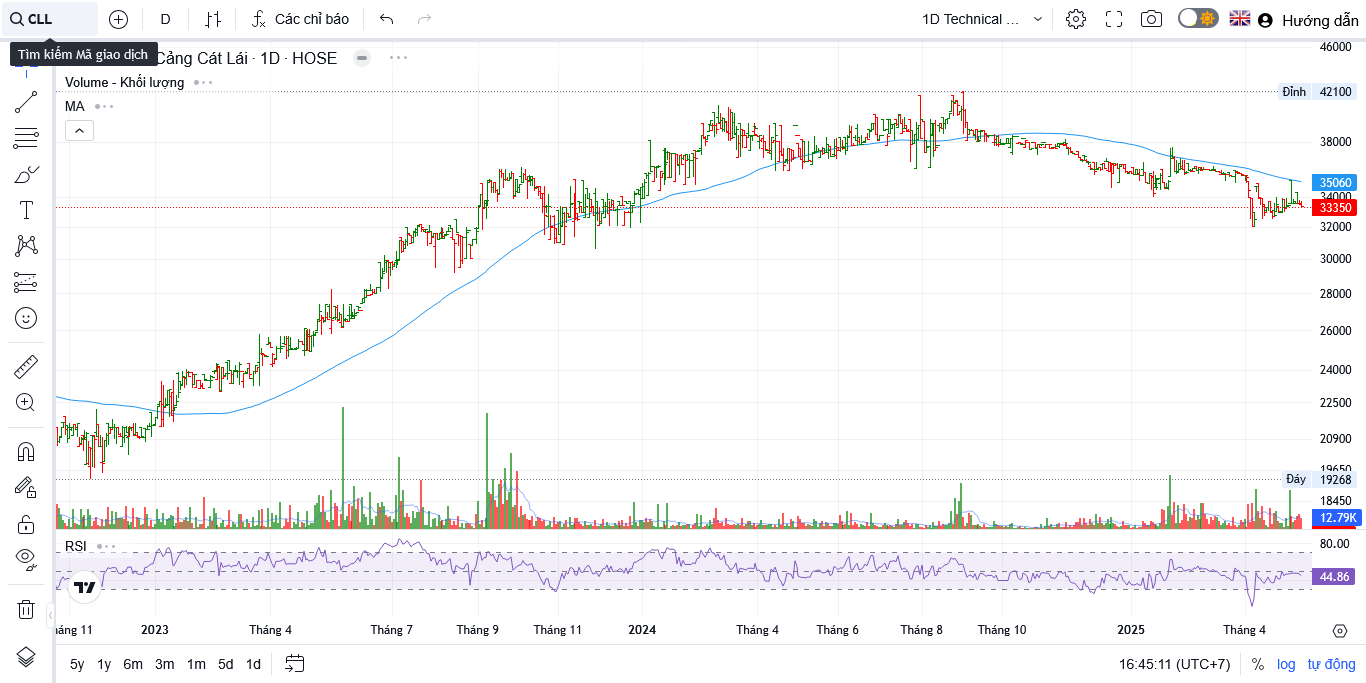 CLL
D
Các chỉ báo
1D Technical ...
Hướng dẫn
Tìm kiếm Mã giao dịch
Cảng Cát Lái · 1D · HOSE
Volume - Khối lượng
MA
46000
Đỉnh 42100
38000
35060
34000
33350
32000
30000
28000
26000
24000
22500
20900
19650
Đáy 19268
18450
12.79K
RSI
80.00
44.86
háng 11 2023 Tháng 4 Tháng 7 Tháng 9 Tháng 11 2024 Tháng 4 Tháng 6 Tháng 8 Tháng 10 2025 Tháng 4
5y 1y 6m 3m 1m 5d 1d
16:45:11 (UTC+7) % log tự động